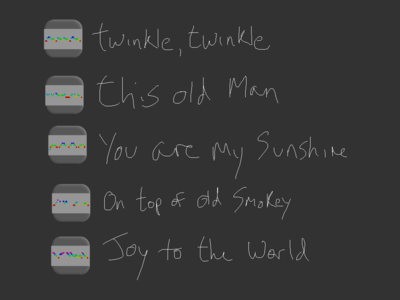 twinkle, twinkle
this old Man
You are my Sunshine
On top of old Smokey
Joy to the World